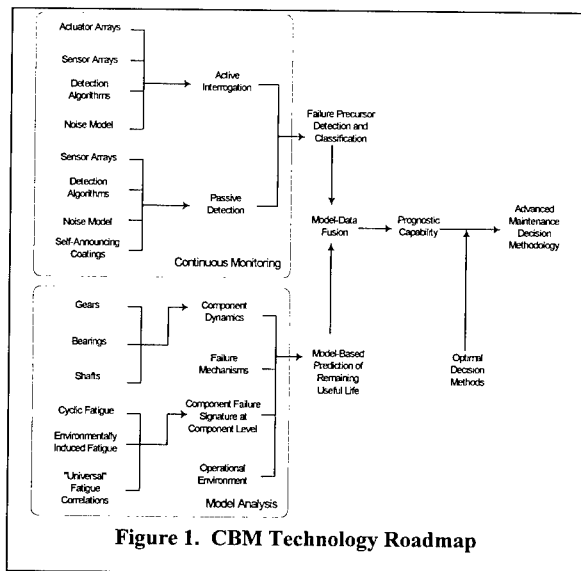 Actuator Arrays
Sensor Arrays
Detection
Algorithms
Noise Model
Active
Interrogation
Sensor Arrays
Detection
Algorithms
Noise Model
Self-Announcing
Coatings
Passive
Detection
Continuous Monitoring
Failure Precursor
Detection and
Classification
Model-Data
Fusion
Prognostic
Capability
Advanced
Maintenance
Decision
Methodology
Gears
Bearings
Shafts
Component
Dynamics
Failure
Mechanisms
Cyclic Fatigue
Environmentally
Induced Fatigue
"Universal"
Fatigue
Correlations
Component Failure
Signature at
Component Level
Operational
Environment
Model Analysis
Model-Based
Prediction of
Remaining
Useful Life
Optimal
Decision
Methods
Figure 1. CBM Technology Roadmap